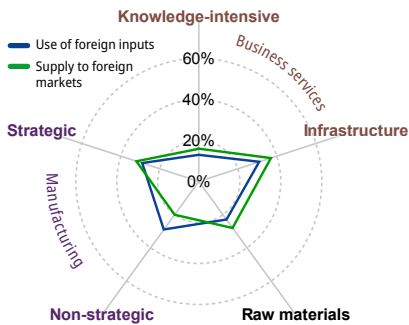 Knowledge-intensive
Use of foreign inputs
Supply to foreign
markets
Business services
60%
40%
20%
0%
Strategic
Infrastructure
Manufacturing
Non-strategic
Raw materials